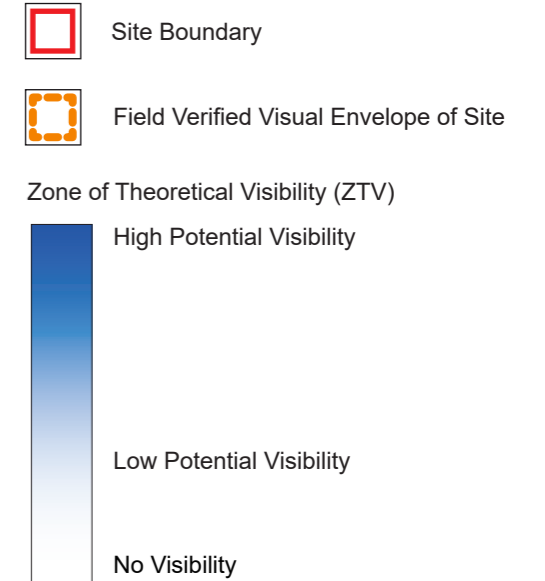 Site Boundary
Field Verified Visual Envelope of Site
Zone of Theoretical Visibility (ZTV)
High Potential Visibility
Low Potential Visibility
No Visibility